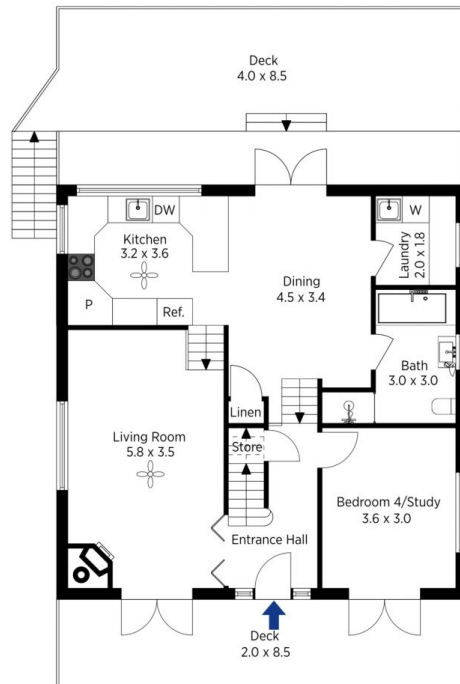 Deck
4.0 x 8.5
DW
W
Kitchen
3.2 x 3.6
Laundry
2.0 x 1.8
P
Ref.
Dining
4.5 x 3.4
Bath
3.0 x 3.0
Linen
Living Room
5.8 x 3.5
Store
Bedroom 4/Study
3.6 x 3.0
Entrance Hall
Deck
2.0 x 8.5